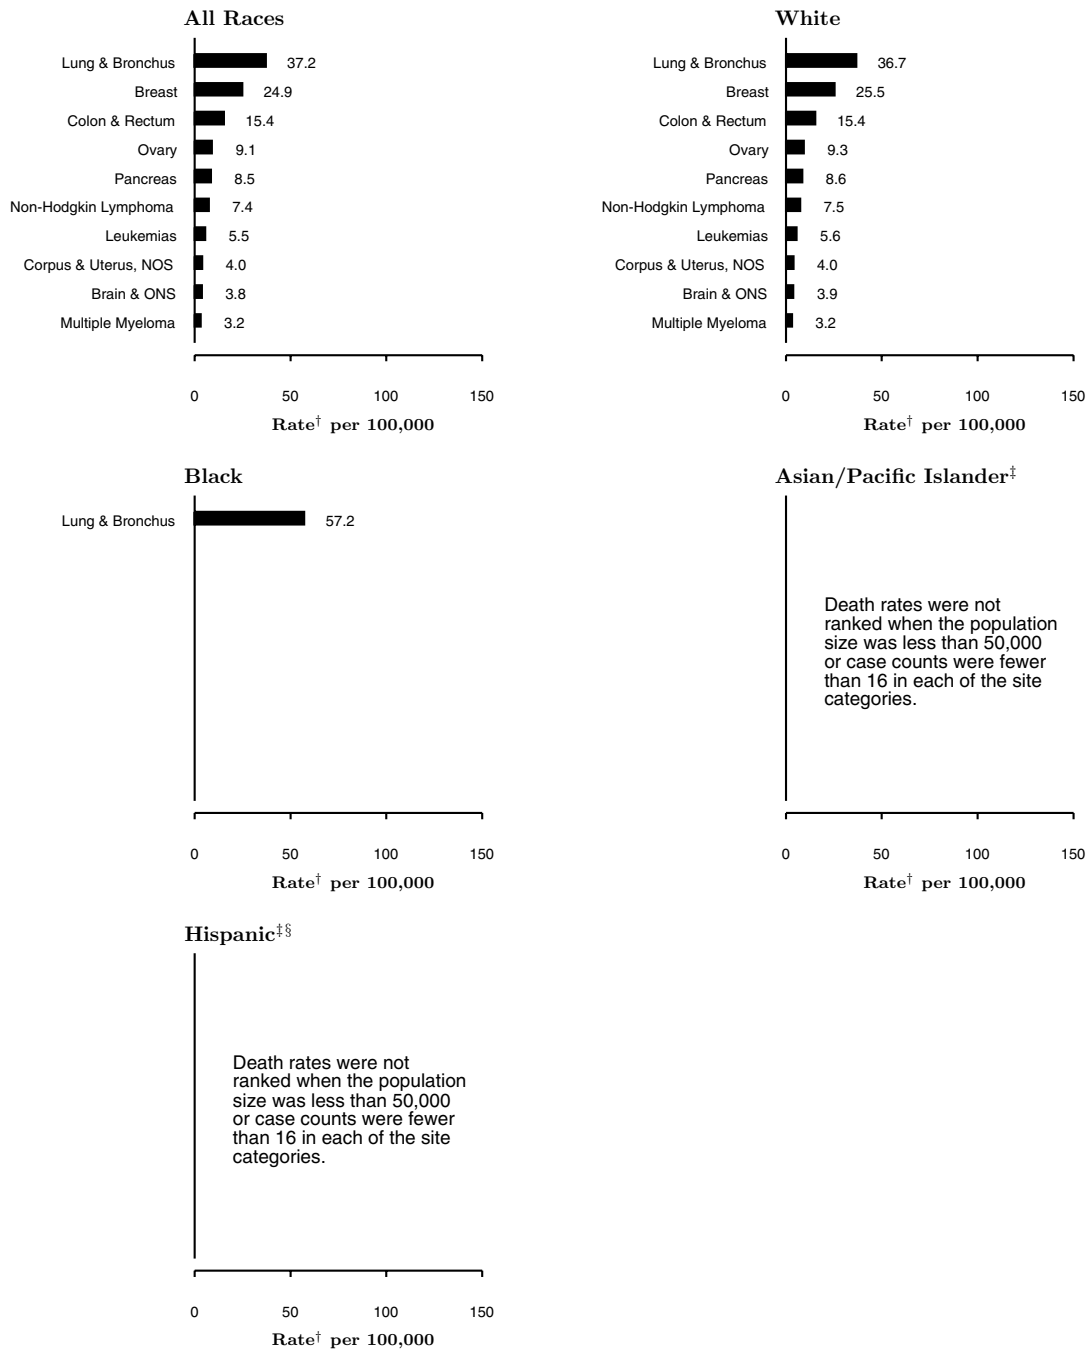 All Races
Lung & Bronchus 37.2
Breast 24.9
Colon & Rectum 15.4
Ovary 9.1
Pancreas 8.5
Non-Hodgkin Lymphoma 7.4
Leukemias 5.5
Corpus & Uterus, NOS 4.0
Brain & ONS 3.8
Multiple Myeloma 3.2
0 50 100 150
Rate† per 100,000
White
Lung & Bronchus 36.7
Breast 25.5
Colon & Rectum 15.4
Ovary 9.3
Pancreas 8.6
Non-Hodgkin Lymphoma 7.5
Leukemias 5.6
Corpus & Uterus, NOS 4.0
Brain & ONS 3.9
Multiple Myeloma 3.2
0 50 100 150
Rate† per 100,000
Black
Lung & Bronchus 57.2
0 50 100 150
Rate† per 100,000
Asian/Pacific Islander‡
Death rates were not
ranked when the population
size was less than 50,000
or case counts were fewer
than 16 in each of the site
categories.
0 50 100 150
Rate† per 100,000
Hispanic‡§
Death rates were not
ranked when the population
size was less than 50,000
or case counts were fewer
than 16 in each of the site
categories.
0 50 100 150
Rate† per 100,000